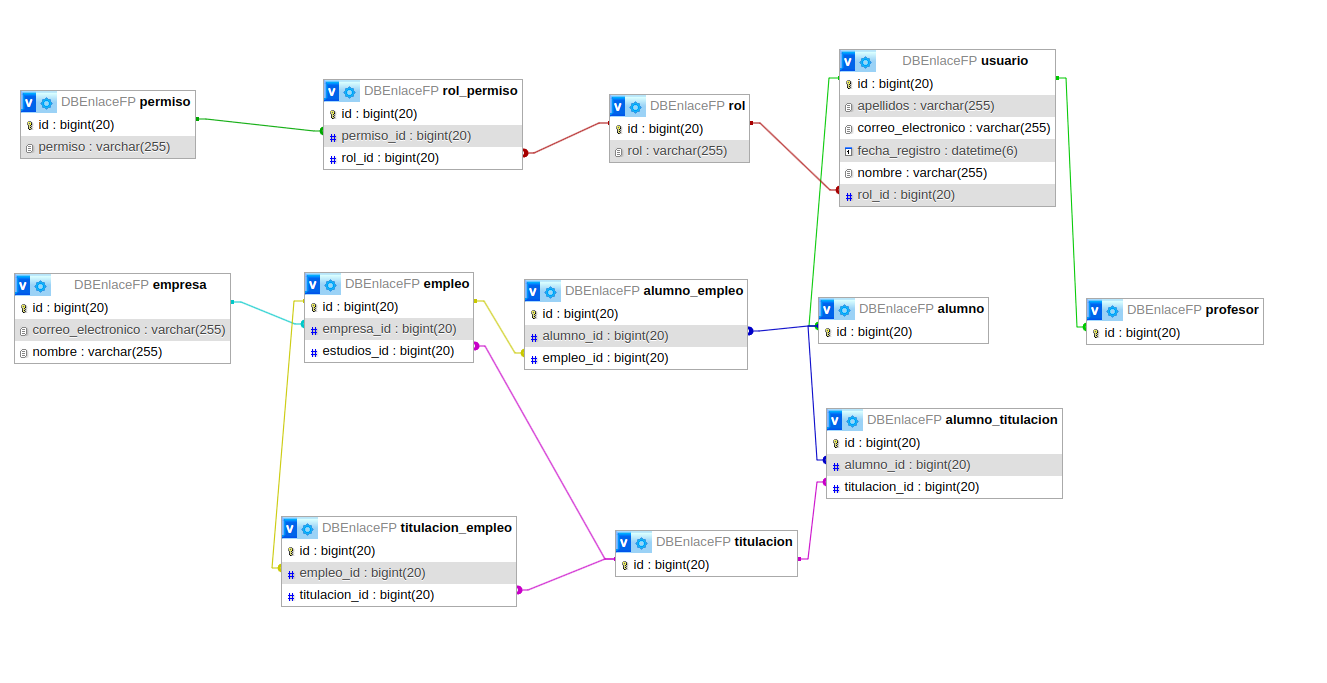 DBEnlaceFP permiso
id : bigint(20)
permiso : varchar(255)
DBEnlaceFP rol_permiso
id : bigint(20)
permiso_id : bigint(20)
rol_id : bigint(20)
DBEnlaceFP rol
id : bigint(20)
rol : varchar(255)
DBEnlaceFP usuario
id : bigint(20)
apellidos : varchar(255)
correo_electronico : varchar(255)
fecha_registro : datetime(6)
nombre : varchar(255)
rol_id : bigint(20)
DBEnlaceFP empresa
id : bigint(20)
correo_electronico : varchar(255)
nombre : varchar(255)
DBEnlaceFP empleo
id : bigint(20)
empresa_id : bigint(20)
estudios_id : bigint(20)
DBEnlaceFP alumno_empleo
id : bigint(20)
alumno_id : bigint(20)
empleo_id : bigint(20)
DBEnlaceFP alumno
id : bigint(20)
DBEnlaceFP profesor
id : bigint(20)
DBEnlaceFP alumno_titulacion
id : bigint(20)
alumno_id : bigint(20)
titulacion_id : bigint(20)
DBEnlaceFP titulacion_empleo
id : bigint(20)
empleo_id : bigint(20)
titulacion_id : bigint(20)
DBEnlaceFP titulacion
id : bigint(20)